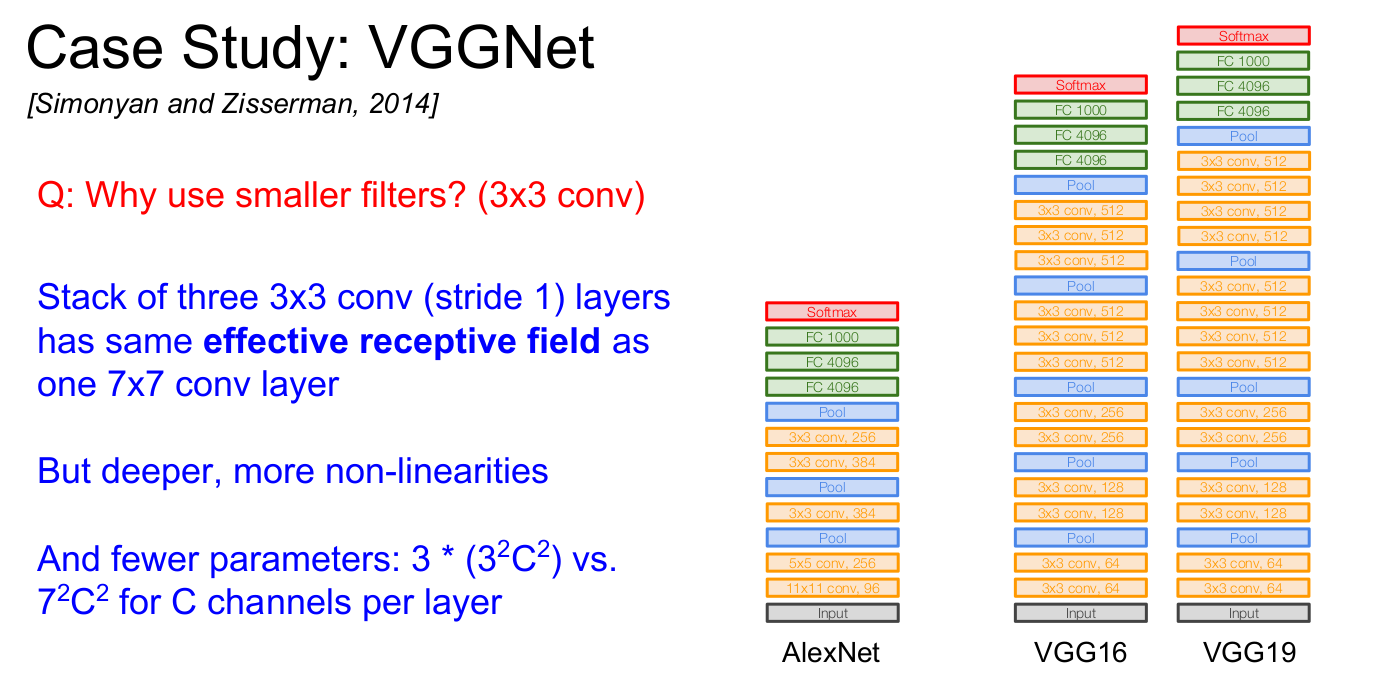 Case Study: VGGNet
[Simonyan and Zisserman, 2014]
Q: Why use smaller filters? (3x3 conv)
Stack of three 3x3 conv (stride 1) layers
has same effective receptive field as
one 7x7 conv layer
But deeper, more non-linearities
And fewer parameters: 3 * (3²C²) vs.
7²C² for C channels per layer
Softmax
FC 1000
FC 4096
FC 4096
Pool
3x3 conv, 256
3x3 conv, 384
Pool
3x3 conv, 384
Pool
5x5 conv, 256
11x11 conv, 96
Input
AlexNet
Softmax
FC 1000
FC 4096
FC 4096
Pool
3x3 conv, 512
3x3 conv, 512
3x3 conv, 512
Pool
3x3 conv, 512
3x3 conv, 512
3x3 conv, 512
Pool
3x3 conv, 256
3x3 conv, 256
Pool
3x3 conv, 128
3x3 conv, 128
Pool
3x3 conv, 64
3x3 conv, 64
Input
VGG16
Softmax
FC 1000
FC 4096
FC 4096
Pool
3x3 conv, 512
3x3 conv, 512
3x3 conv, 512
3x3 conv, 512
Pool
3x3 conv, 512
3x3 conv, 512
3x3 conv, 512
3x3 conv, 512
Pool
3x3 conv, 256
3x3 conv, 256
Pool
3x3 conv, 128
3x3 conv, 128
Pool
3x3 conv, 64
3x3 conv, 64
Input
VGG19